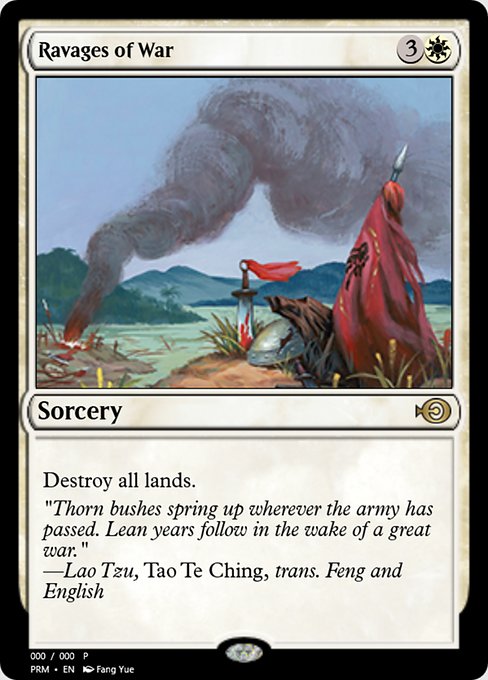 Ravages of War 3
Sorcery
Destroy all lands.
"Thorn bushes spring up wherever the army has
passed. Lean years follow in the wake of a great
war."
—Lao Tzu, Tao Te Ching, trans. Feng and
English
000 / 000 P
PRM • EN Fang Yue